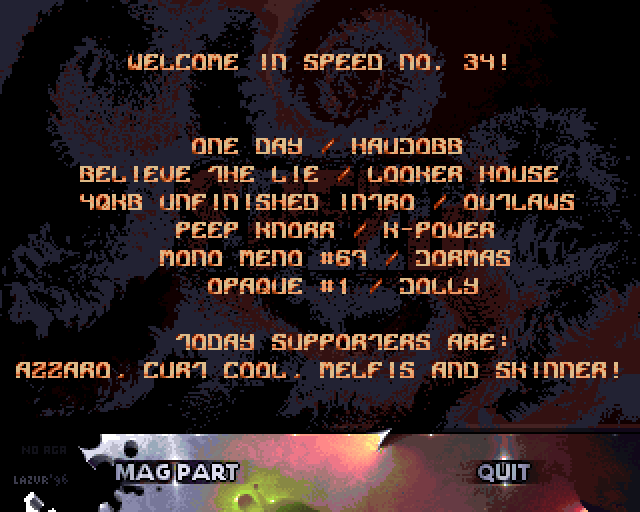 WELCOME IN SPEED NO. 34!
ONE DAY / HAUJOBB
BELIEVE THE LIE / LOOKER HOUSE
40KB UNFINISHED INTRO / OUTLAWS
PEEP KNORR / K-POWER
MONO MENO #67 / JORMAS
OPAQUE #1 / JOLLY
TODAY SUPPORTERS ARE:
AZZARO, CURT COOL, MELFIS AND SKINNER!
NO AGA
LAZUR'96
MAG PART
QUIT